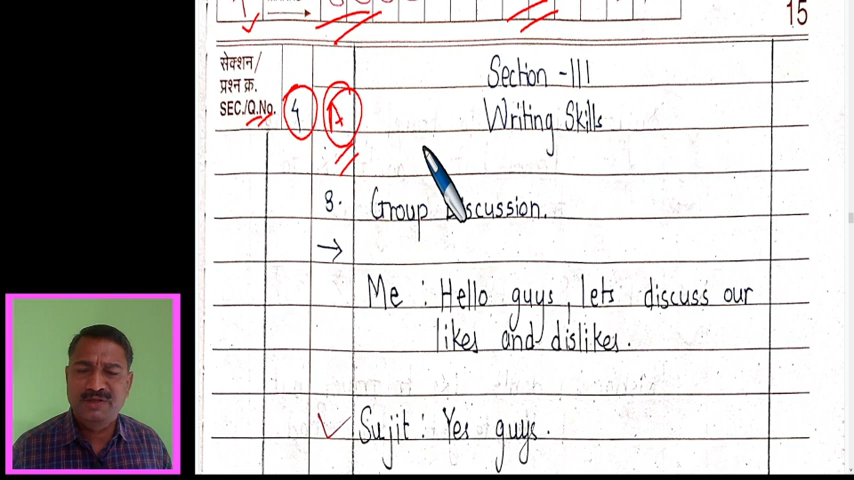 15
सेक्शन/
प्रश्न क्र.
SEC./Q.No.
4 A
Section -III
Writing Skills
3. Group Discussion.
→
Me : Hello guys, lets discuss our
likes and dislikes.
Sujit : Yes guys.